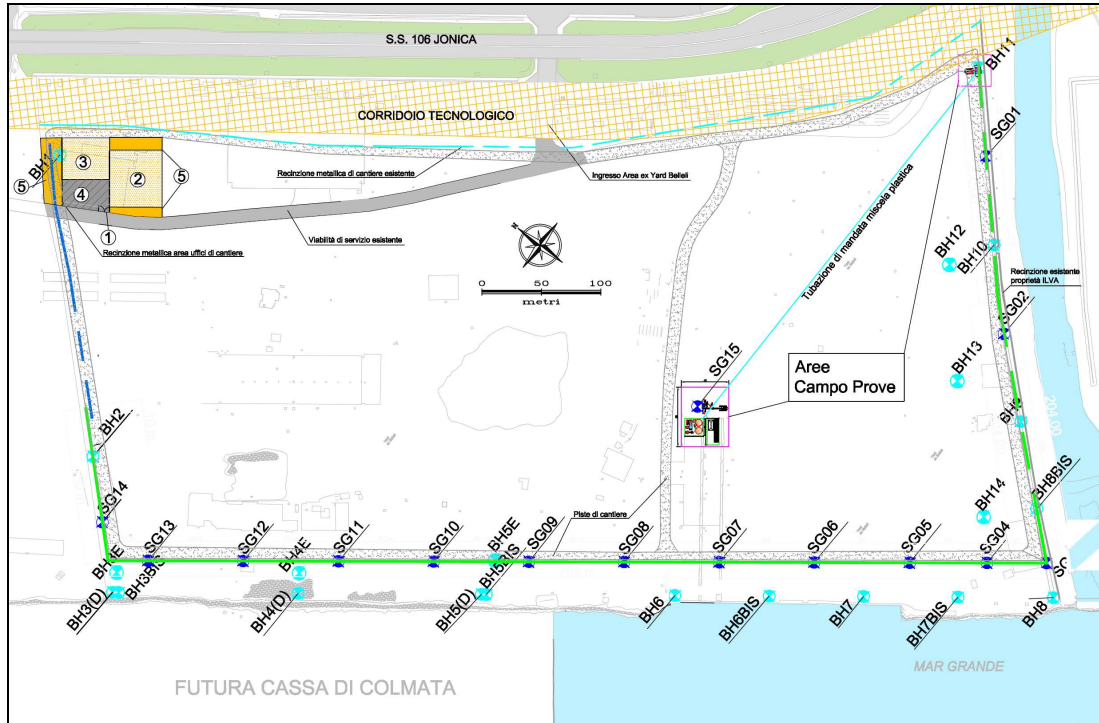 S.S. 106 JONICA
BH11
CORRIDOIO TECNOLOGICO
SG01
BH1
3
2
5
5
4
Recinzione metallica di cantiere esistente
Ingresso Area ex Yard Belleli
1
Viabilità di servizio esistente
Recinzione metallica area uffici di cantiere
BH12
BH10
Tubazione di mandata miscela plastica
Recinzione esistente
proprietà ILVA
0 50 100
metri
SG02
SG15
Aree
Campo Prove
BH13
BH2
204.00
BH8BIS
SG14
BH14
Piste di cantiere
SG13
SG12
SG11
SG10
BH5E
SG09
SG08
SG07
SG06
SG05
SG04
BH4E
BH3BIS
BH5BIS
BH3(D)
BH4(D)
BH5(D)
BH6
BH6BIS
BH7
BH7BIS
BH8
MAR GRANDE
FUTURA CASSA DI COLMATA